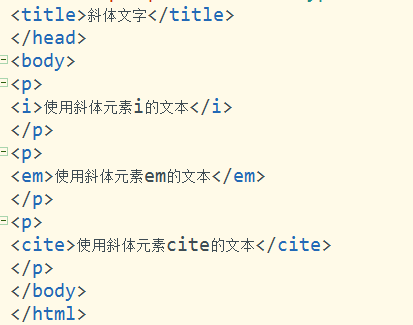 <title>斜体文字</title>
</head>
<body>
<p>
<i>使用斜体元素i的文本</i>
</p>
<p>
<em>使用斜体元素em的文本</em>
</p>
<p>
<cite>使用斜体元素cite的文本</cite>
</p>
</body>
</html>